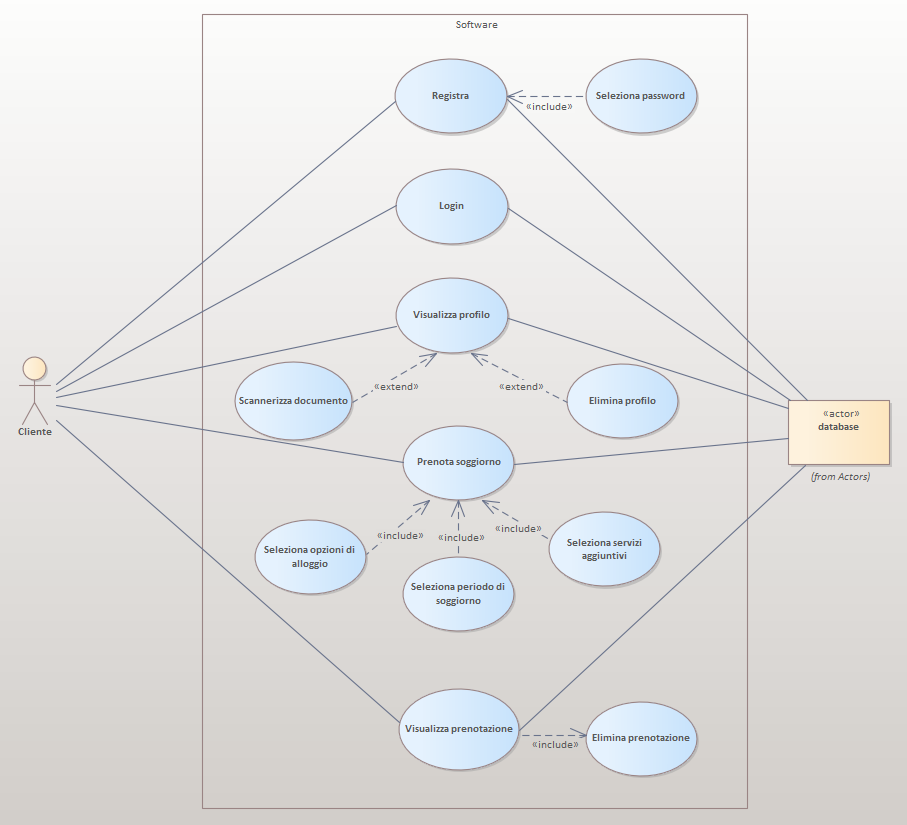 Software
Registra
«include»
Seleziona password
Login
Visualizza profilo
«extend»
«extend»
Scannerizza documento
Elimina profilo
Cliente
«actor»
database
(from Actors)
Prenota soggiorno
«include»
«include»
«include»
Seleziona opzioni di
alloggio
Seleziona periodo di
soggiorno
Seleziona servizi
aggiuntivi
Visualizza prenotazione
«include»
Elimina prenotazione